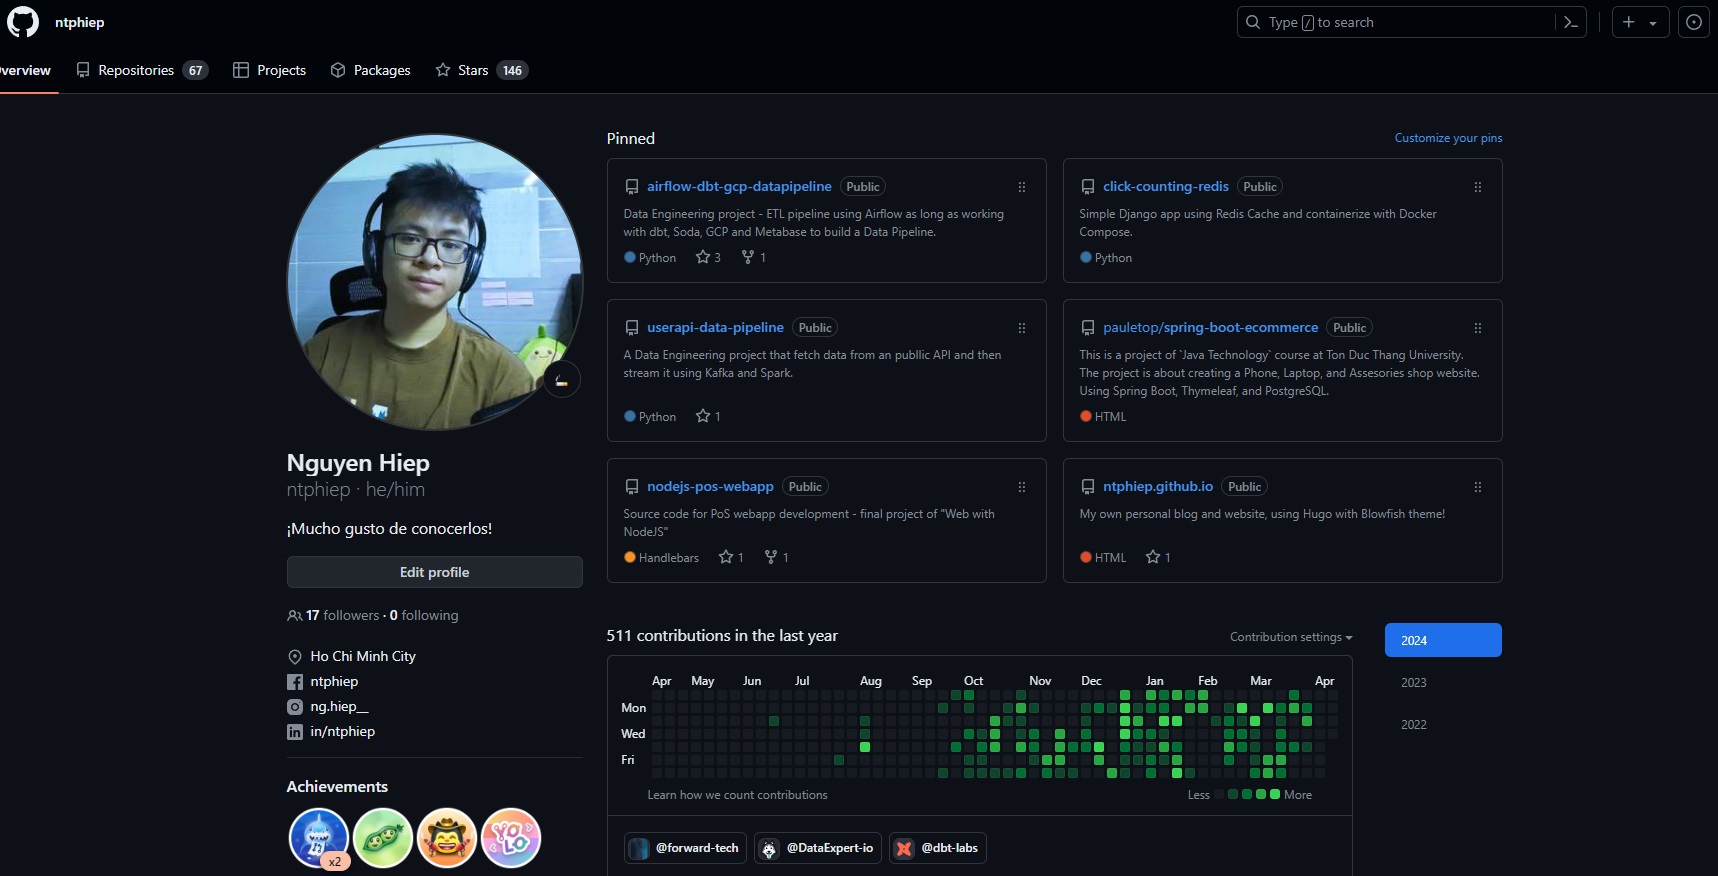 ntphiep
Type / to search
verview
Repositories 67
Projects
Packages
Stars 146
Nguyen Hiep
ntphiep · he/him
¡Mucho gusto de conocerlos!
Edit profile
17 followers · 0 following
Ho Chi Minh City
ntphiep
ng.hiep__
in/ntphiep
Achievements
x2
Pinned
Customize your pins
airflow-dbt-gcp-datapipeline Public
Data Engineering project - ETL pipeline using Airflow as long as working
with dbt, Soda, GCP and Metabase to build a Data Pipeline.
Python 3 1
click-counting-redis Public
Simple Django app using Redis Cache and containerize with Docker
Compose.
Python
userapi-data-pipeline Public
A Data Engineering project that fetch data from an publlic API and then
stream it using Kafka and Spark.
Python 1
pauletop/spring-boot-ecommerce Public
This is a project of `Java Technology` course at Ton Duc Thang University.
The project is about creating a Phone, Laptop, and Assesories shop website.
Using Spring Boot, Thymeleaf, and PostgreSQL.
HTML
nodejs-pos-webapp Public
Source code for PoS webapp development - final project of "Web with
NodeJS"
Handlebars 1 1
ntphiep.github.io Public
My own personal blog and website, using Hugo with Blowfish theme!
HTML 1
511 contributions in the last year
Contribution settings
2024
2023
2022
Apr May Jun Jul Aug Sep Oct Nov Dec Jan Feb Mar Apr
Mon
Wed
Fri
Learn how we count contributions
Less More
@forward-tech
@DataExpert-io
@dbt-labs
YOLO